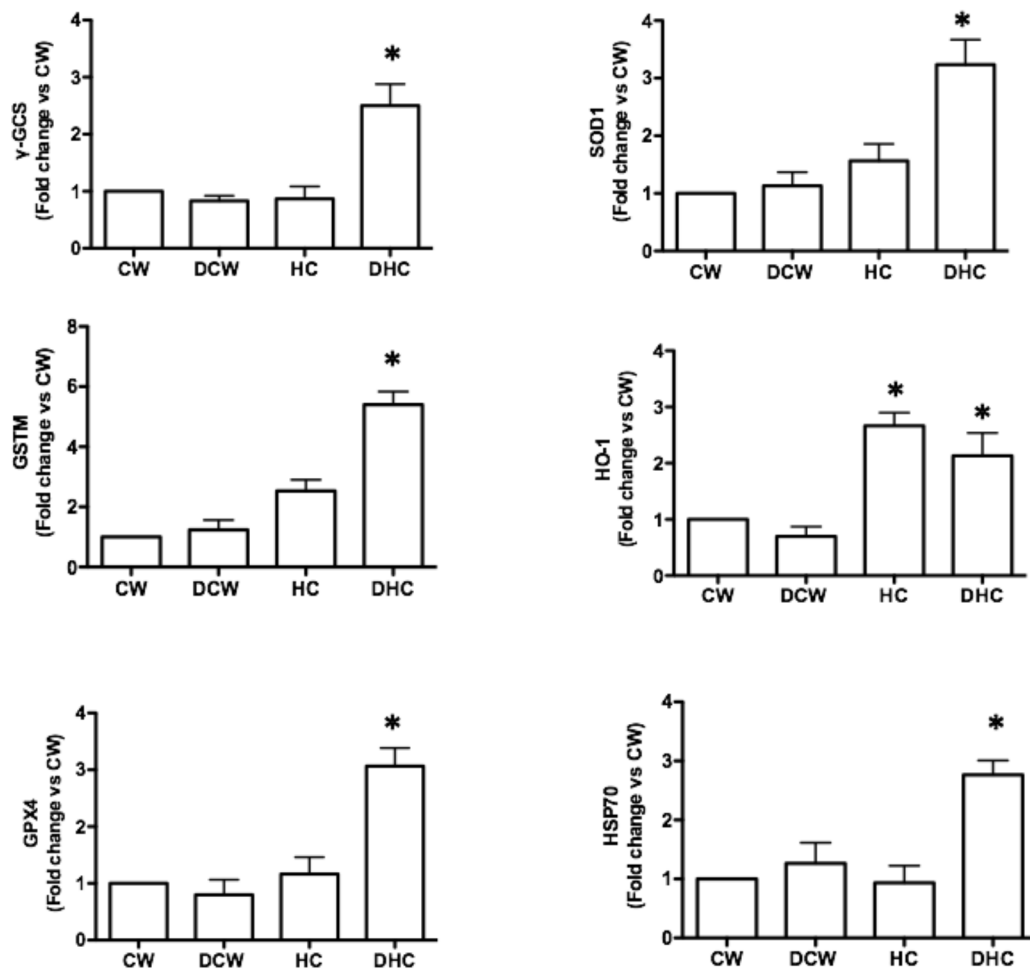 γ-GCS
(Fold change vs CW)
4
3
2
1
0
*
CW DCW HC DHC
SOD1
(Fold change vs CW)
4
3
2
1
0
*
CW DCW HC DHC
GSTM
(Fold change vs CW)
8
6
4
2
0
*
CW DCW HC DHC
HO-1
(Fold change vs CW)
4
3
2
1
0
* *
CW DCW HC DHC
GPX4
(Fold change vs CW)
4
3
2
1
0
*
CW DCW HC DHC
HSP70
(Fold change vs CW)
4
3
2
1
0
*
CW DCW HC DHC